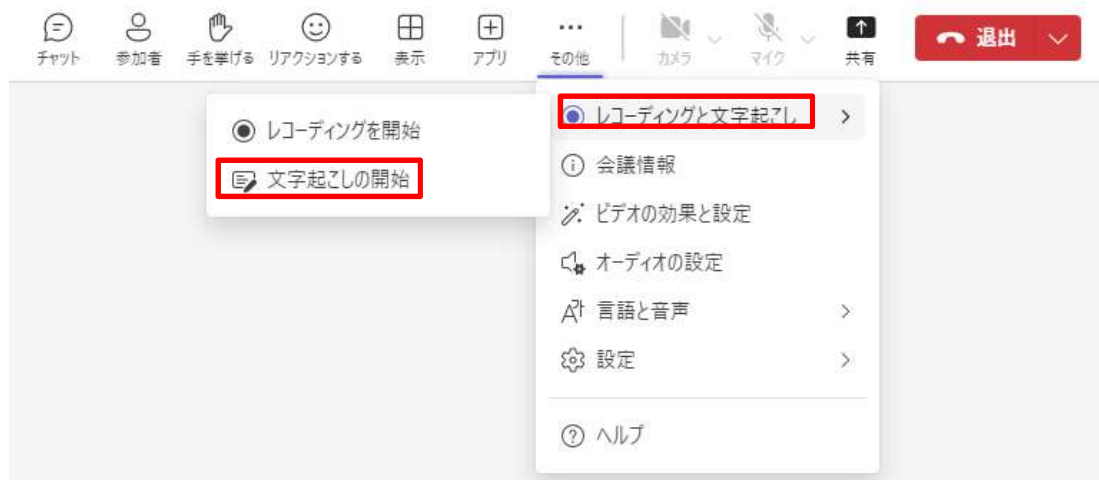 チャット
参加者
手を挙げる
リアクションする
表示
アプリ
その他
カメラ
マイク
共有
退出
レコーディングを開始
文字起こしの開始
レコーディングと文字起こし
会議情報
ビデオの効果と設定
オーディオの設定
言語と音声
設定
ヘルプ